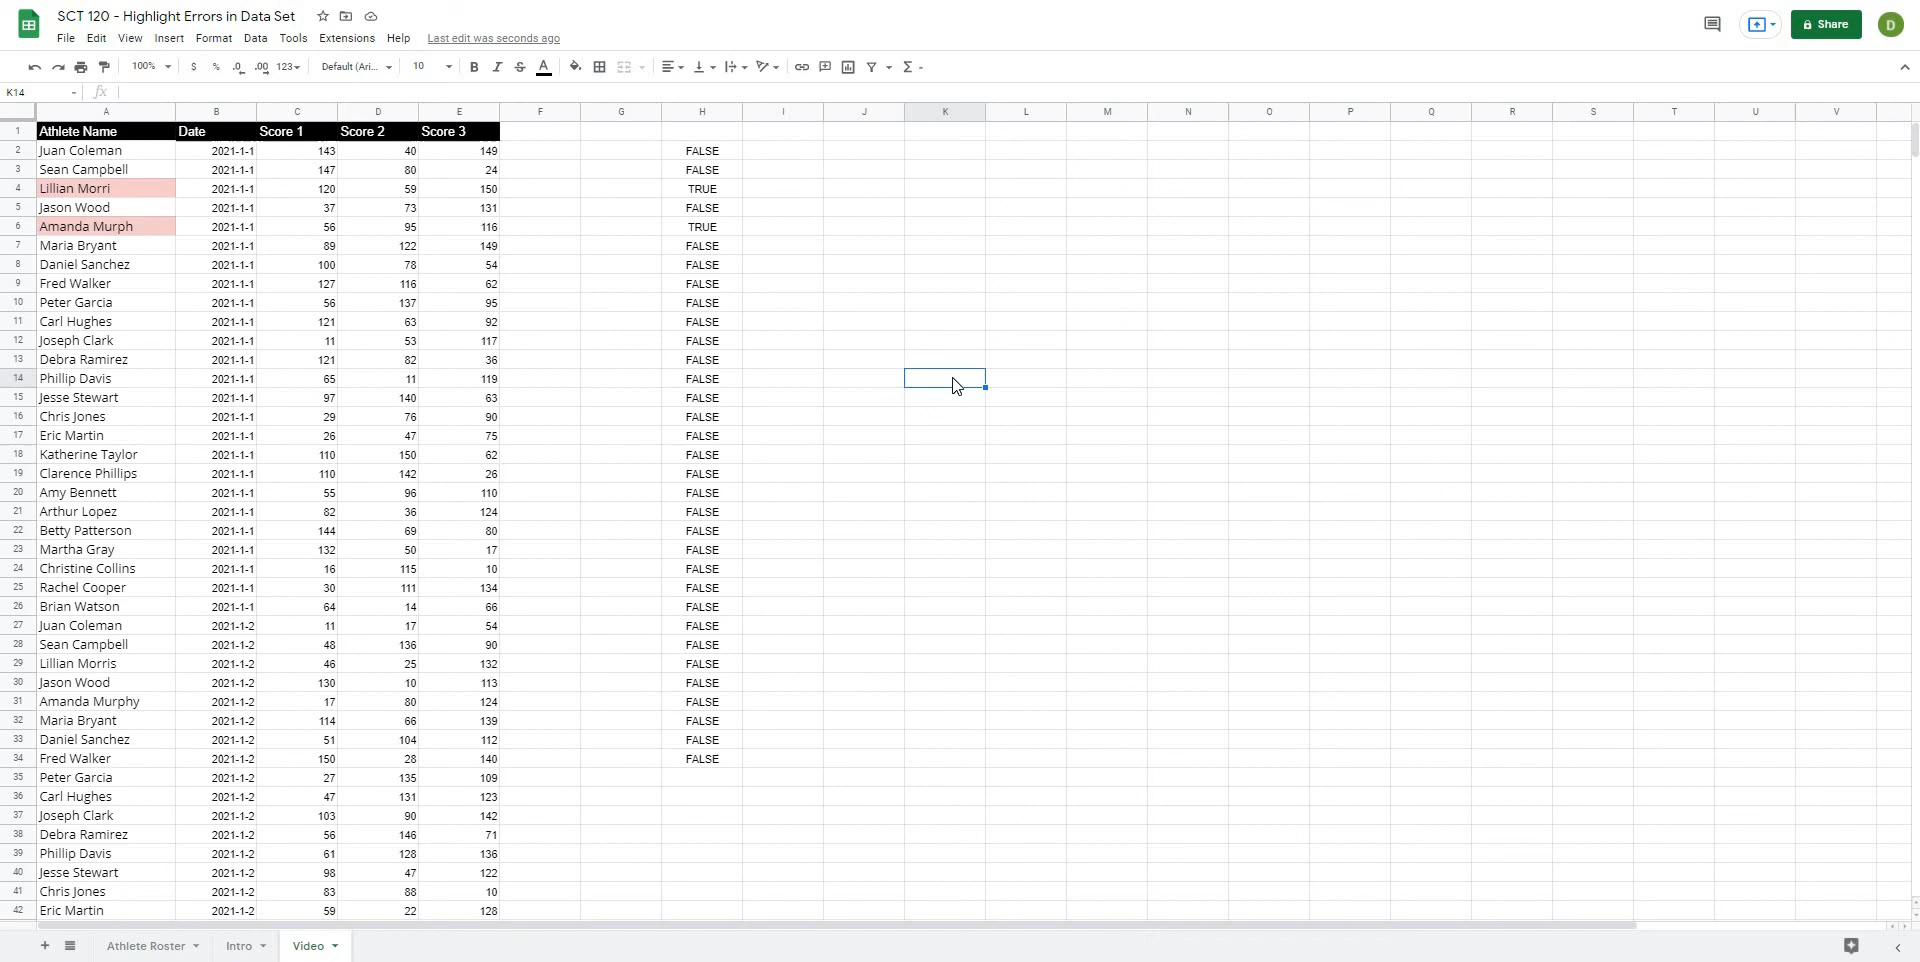 SCT 120 - Highlight Errors in Data Set
File Edit View Insert Format Data Tools Extensions Help Last edit was seconds ago
Share
D
100% $ % .0 .00 123 Default (Ari... 10 B I S A Σ
K14 fx
A B C D E F G H I J K L M N O P Q R S T U V
1 Athlete Name Date Score 1 Score 2 Score 3
2 Juan Coleman 2021-1-1 143 40 149 FALSE
3 Sean Campbell 2021-1-1 147 80 24 FALSE
4 Lillian Morri 2021-1-1 120 59 150 TRUE
5 Jason Wood 2021-1-1 37 73 131 FALSE
6 Amanda Murph 2021-1-1 56 95 116 TRUE
7 Maria Bryant 2021-1-1 89 122 149 FALSE
8 Daniel Sanchez 2021-1-1 100 78 54 FALSE
9 Fred Walker 2021-1-1 127 116 62 FALSE
10 Peter Garcia 2021-1-1 56 137 95 FALSE
11 Carl Hughes 2021-1-1 121 63 92 FALSE
12 Joseph Clark 2021-1-1 11 53 117 FALSE
13 Debra Ramirez 2021-1-1 121 82 36 FALSE
14 Phillip Davis 2021-1-1 65 11 119 FALSE
15 Jesse Stewart 2021-1-1 97 140 63 FALSE
16 Chris Jones 2021-1-1 29 76 90 FALSE
17 Eric Martin 2021-1-1 26 47 75 FALSE
18 Katherine Taylor 2021-1-1 110 150 62 FALSE
19 Clarence Phillips 2021-1-1 110 142 26 FALSE
20 Amy Bennett 2021-1-1 55 96 110 FALSE
21 Arthur Lopez 2021-1-1 82 36 124 FALSE
22 Betty Patterson 2021-1-1 144 69 80 FALSE
23 Martha Gray 2021-1-1 132 50 17 FALSE
24 Christine Collins 2021-1-1 16 115 10 FALSE
25 Rachel Cooper 2021-1-1 30 111 134 FALSE
26 Brian Watson 2021-1-1 64 14 66 FALSE
27 Juan Coleman 2021-1-2 11 17 54 FALSE
28 Sean Campbell 2021-1-2 48 136 90 FALSE
29 Lillian Morris 2021-1-2 46 25 132 FALSE
30 Jason Wood 2021-1-2 130 10 113 FALSE
31 Amanda Murphy 2021-1-2 17 80 124 FALSE
32 Maria Bryant 2021-1-2 114 66 139 FALSE
33 Daniel Sanchez 2021-1-2 51 104 112 FALSE
34 Fred Walker 2021-1-2 150 28 140 FALSE
35 Peter Garcia 2021-1-2 27 135 109
36 Carl Hughes 2021-1-2 47 131 123
37 Joseph Clark 2021-1-2 103 90 142
38 Debra Ramirez 2021-1-2 56 146 71
39 Phillip Davis 2021-1-2 61 128 136
40 Jesse Stewart 2021-1-2 98 47 122
41 Chris Jones 2021-1-2 83 88 10
42 Eric Martin 2021-1-2 59 22 128
Athlete Roster Intro Video